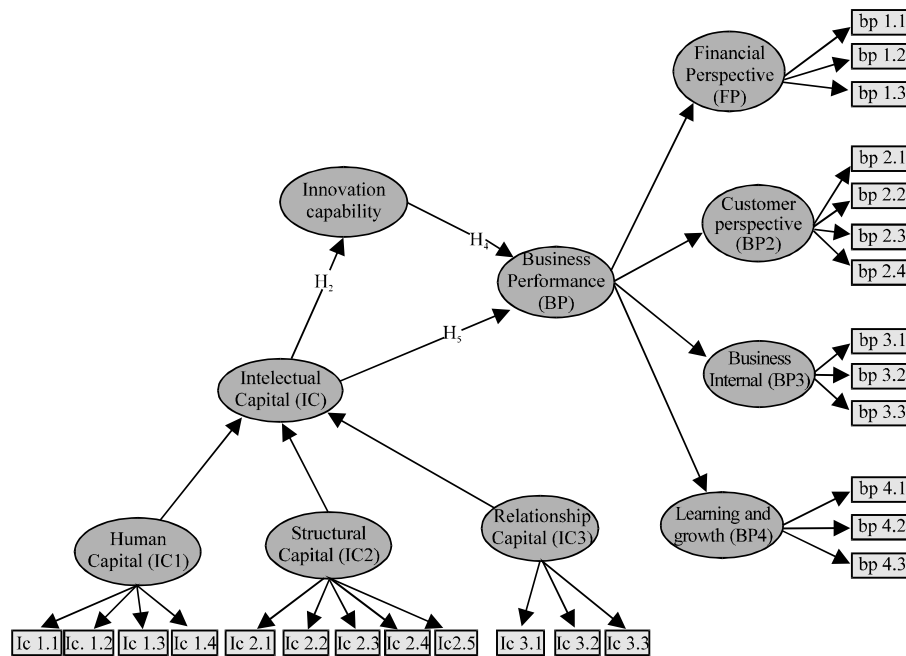 Financial
Perspective
(FP)
bp 1.1
bp 1.2
bp 1.3
Innovation
capability
Customer
perspective
(BP2)
bp 2.1
bp 2.2
bp 2.3
bp 2.4
H4
Business
Performance
(BP)
H2
H5
Business
Internal (BP3)
bp 3.1
bp 3.2
bp 3.3
Intelectual
Capital (IC)
Learning and
growth (BP4)
bp 4.1
bp 4.2
bp 4.3
Human
Capital (IC1)
Structural
Capital (IC2)
Relationship
Capital (IC3)
Ic 1.1
Ic. 1.2
Ic 1.3
Ic 1.4
Ic 2.1
Ic 2.2
Ic 2.3
Ic 2.4
Ic2.5
Ic 3.1
Ic 3.2
Ic 3.3